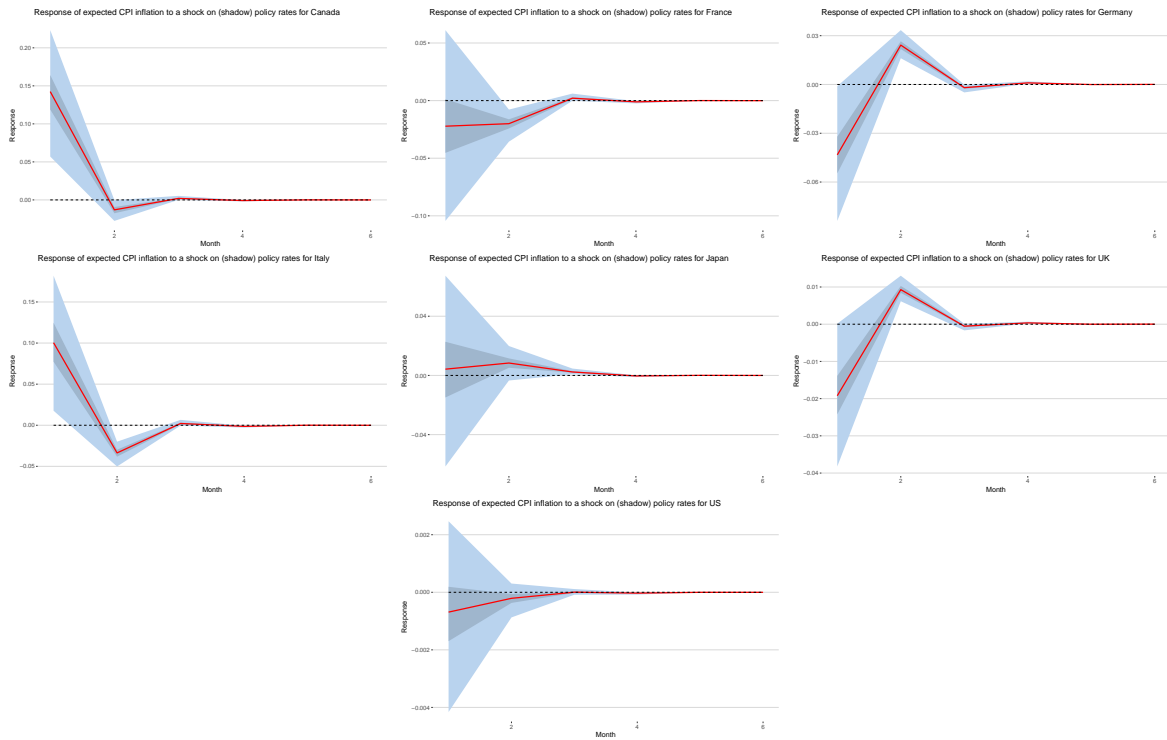 Response of expected CPI inflation to a shock on (shadow) policy rates for Canada
0.20
0.15
0.10
0.05
0.00
Response
2
4
6
Month
Response of expected CPI inflation to a shock on (shadow) policy rates for France
0.05
0.00
−0.05
−0.10
Response
2
4
6
Month
Response of expected CPI inflation to a shock on (shadow) policy rates for Germany
0.03
0.00
−0.03
−0.06
Response
2
4
6
Month
Response of expected CPI inflation to a shock on (shadow) policy rates for Italy
0.15
0.10
0.05
0.00
−0.05
Response
2
4
6
Month
Response of expected CPI inflation to a shock on (shadow) policy rates for Japan
0.04
0.00
−0.04
Response
2
4
6
Month
Response of expected CPI inflation to a shock on (shadow) policy rates for UK
0.01
0.00
−0.01
−0.02
−0.03
−0.04
Response
2
4
6
Month
Response of expected CPI inflation to a shock on (shadow) policy rates for US
0.002
0.000
−0.002
−0.004
Response
2
4
6
Month